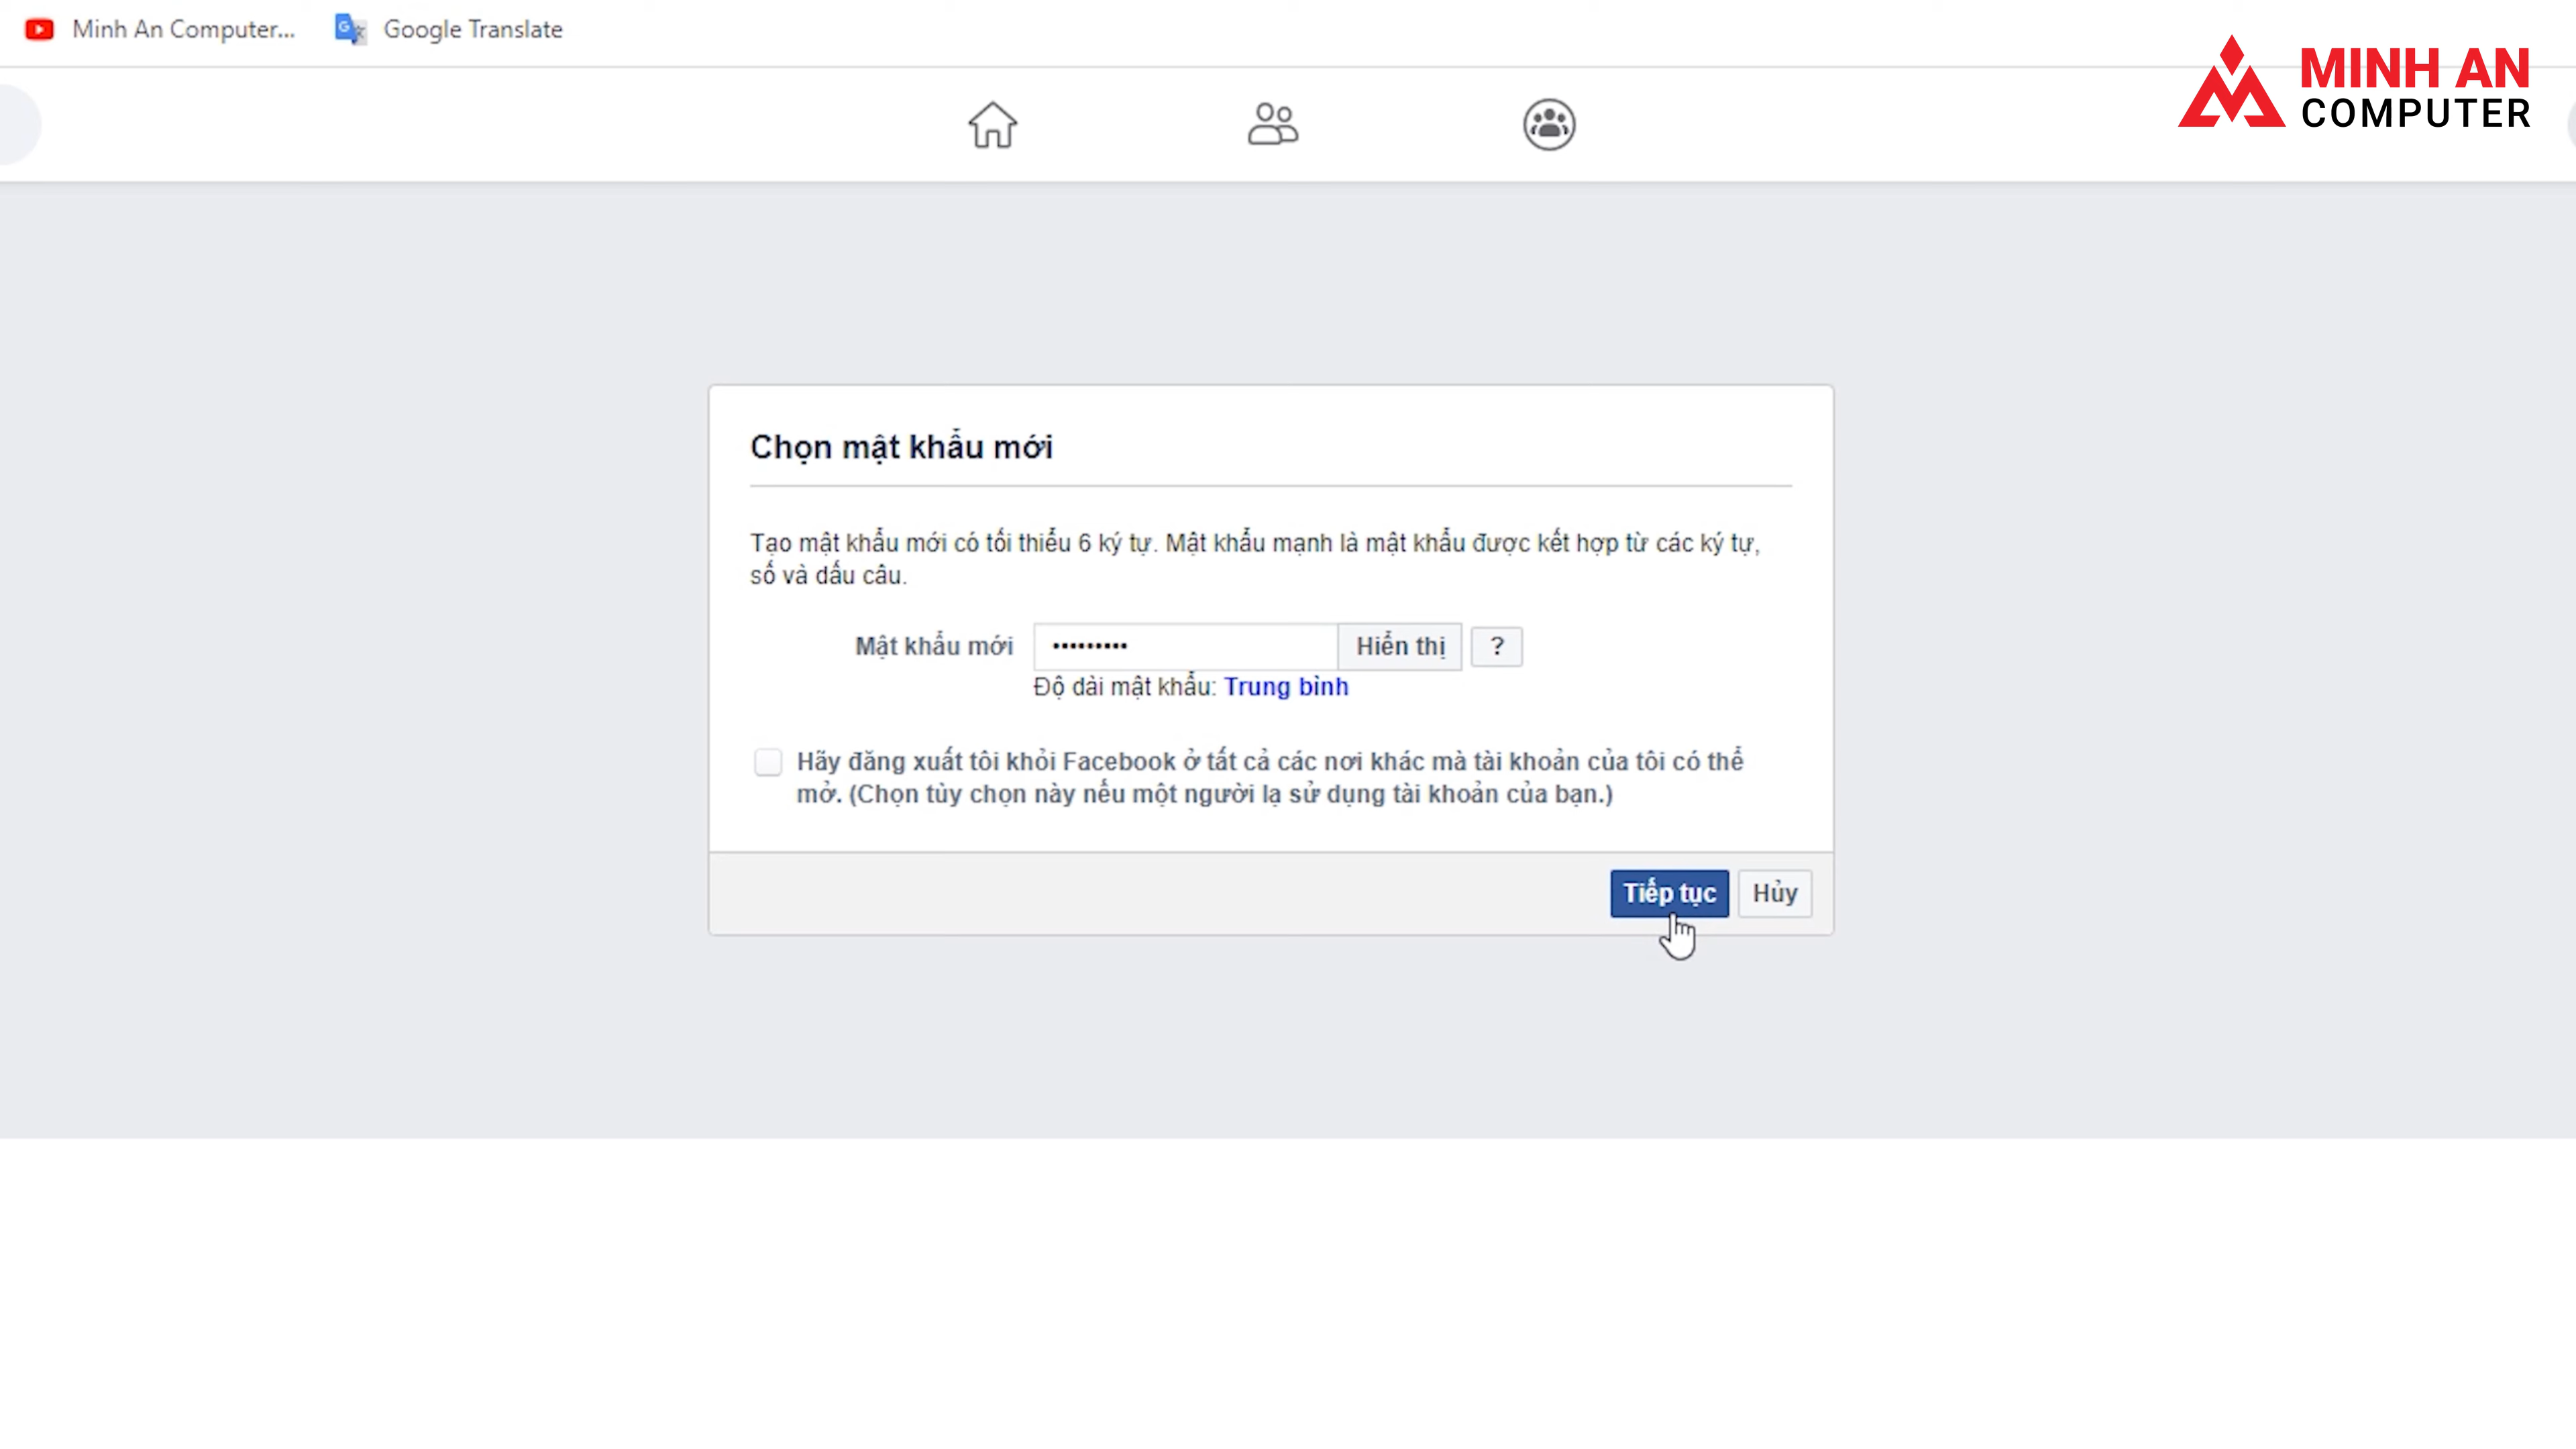 Minh An Computer...
Google Translate
MINH AN
COMPUTER
Chọn mật khẩu mới
Tạo mật khẩu mới có tối thiểu 6 ký tự. Mật khẩu mạnh là mật khẩu được kết hợp từ các ký tự,
số và dấu câu.
Mật khẩu mới
•••••••••
Hiển thị
?
Độ dài mật khẩu: Trung bình
Hãy đăng xuất tôi khỏi Facebook ở tất cả các nơi khác mà tài khoản của tôi có thể
mở. (Chọn tùy chọn này nếu một người lạ sử dụng tài khoản của bạn.)
Tiếp tục
Hủy